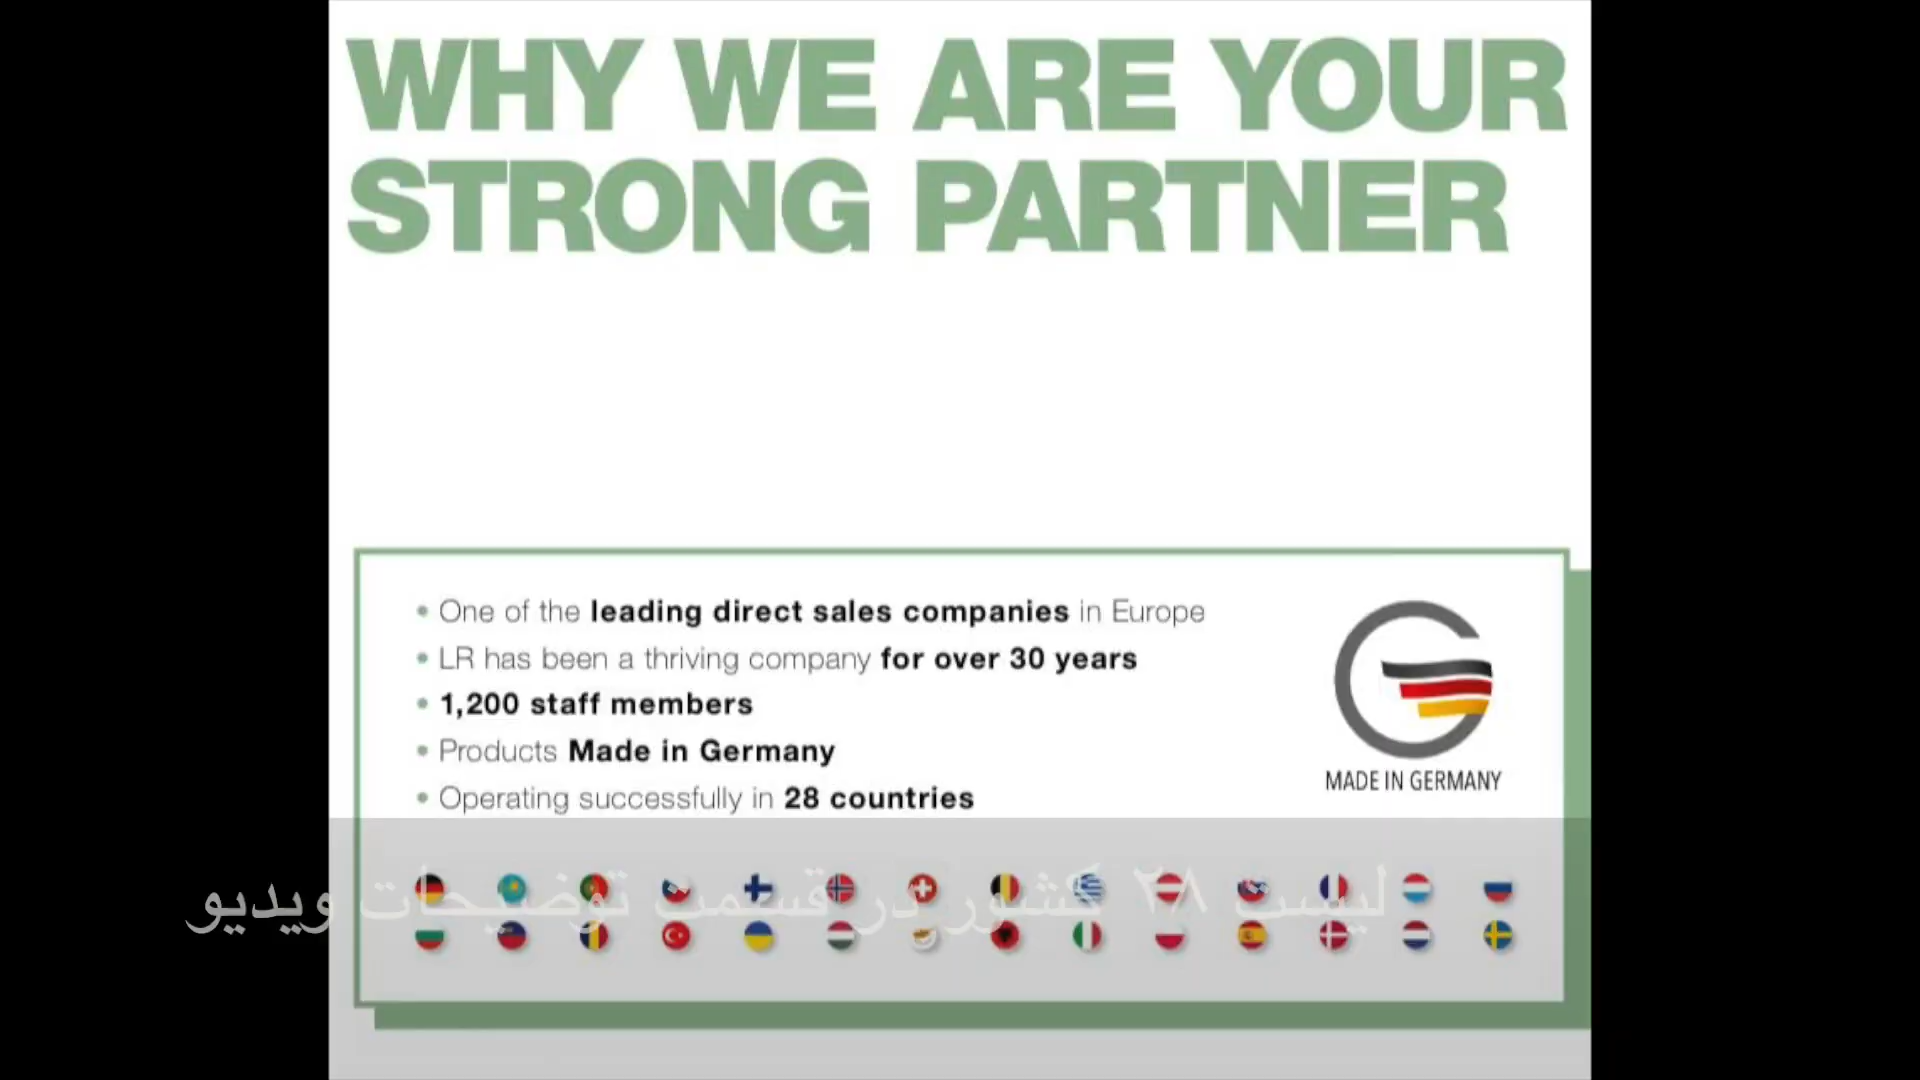 WHY WE ARE YOUR
STRONG PARTNER
• One of the leading direct sales companies in Europe
• LR has been a thriving company for over 30 years
• 1,200 staff members
• Products Made in Germany
• Operating successfully in 28 countries
MADE IN GERMANY
لیست ۲۸ کشور در قسمت توضیحات ویدیو